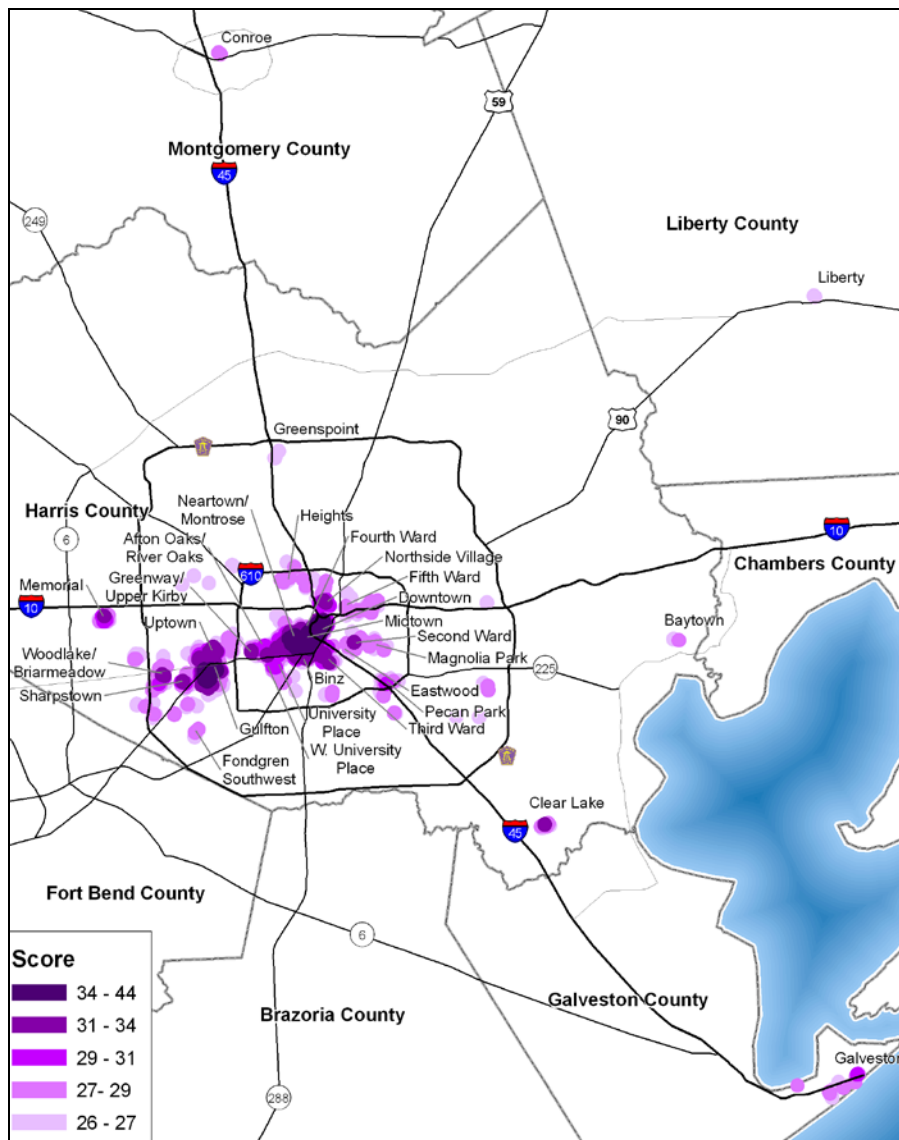 Conroe
59
Montgomery County
45
249
Liberty County
Liberty
90
Greenspoint
Neartown/
Montrose
Heights
Harris County
6
Afton Oaks/
River Oaks
Fourth Ward
10
610
Northside Village
Chambers County
Memorial
Greenway/
Upper Kirby
Fifth Ward
Downtown
10
Uptown
Midtown
Baytown
Second Ward
Woodlake/
Briarmeadow
Magnolia Park
225
Sharpstown
Binz
Eastwood
Pecan Park
Gulfton
University
Place
Third Ward
W. University
Place
Fondgren
Southwest
Clear Lake
45
Fort Bend County
6
Score
34 - 44
31 - 34
29 - 31
27- 29
26 - 27
Galveston County
Brazoria County
Galveston
288